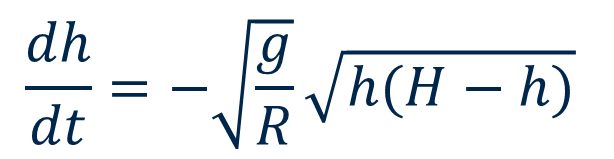 dh/dt = −√(g/R) √(h(H − h))